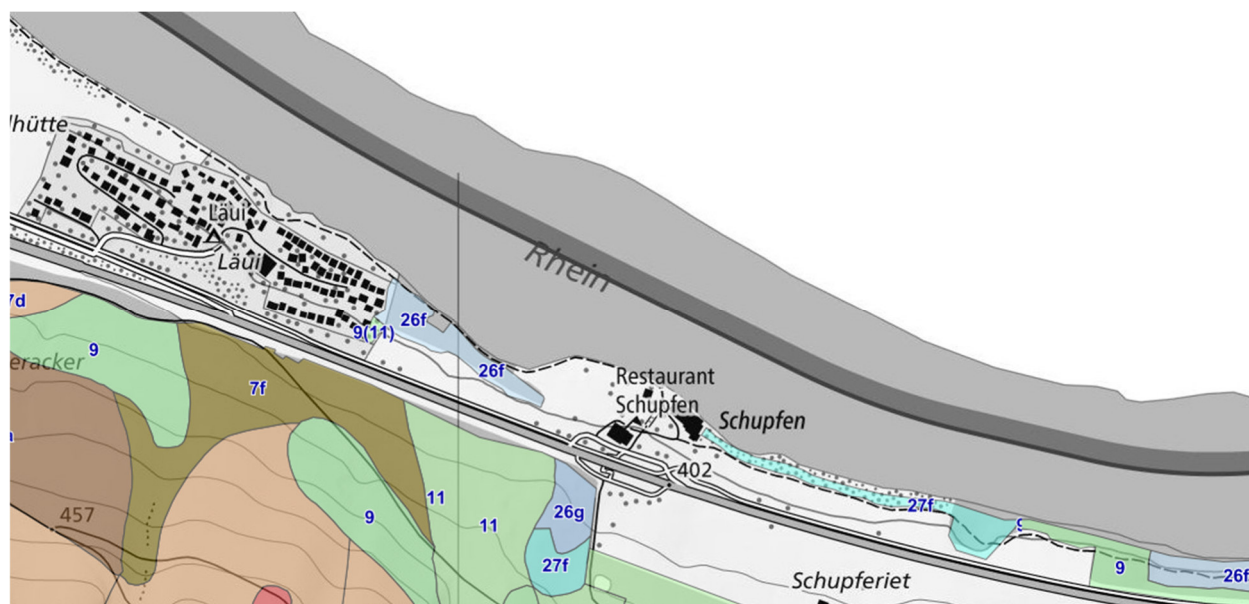 lhütte
Läui
Läui
Rhein
7d
9(11)
26f
9
eracker
7f
26f
Restaurant
Schupfen
Schupfen
402
11
11
9
26g
27f
27f
9
457
9
26f
Schupferiet